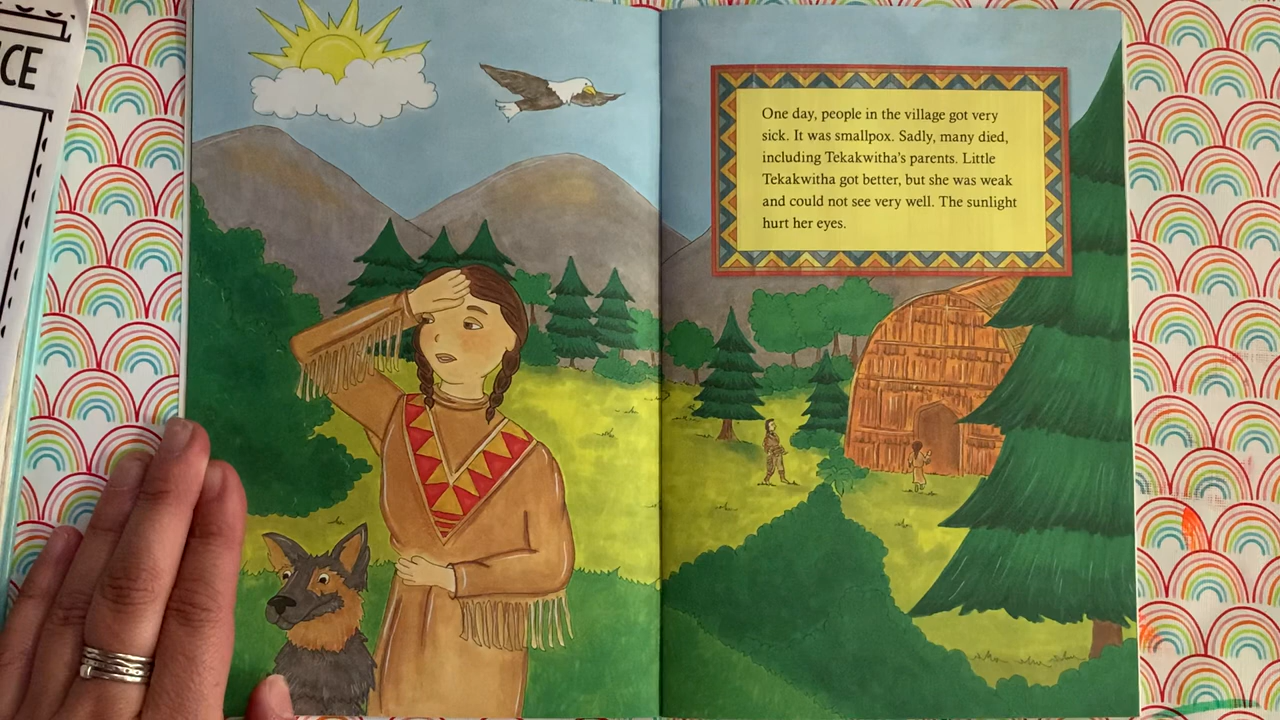 CE
One day, people in the village got very
sick. It was smallpox. Sadly, many died,
including Tekakwitha's parents. Little
Tekakwitha got better, but she was weak
and could not see very well. The sunlight
hurt her eyes.